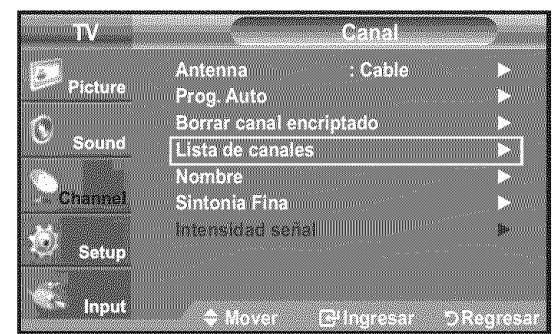 TV
Canal
Picture
Sound
Channel
Setup
Input
Antenna : Cable
Prog. Auto
Borrar canal encriptado
Lista de canales
Nombre
Sintonia Fina
Intensidad señal
Mover Ingresar Regresar